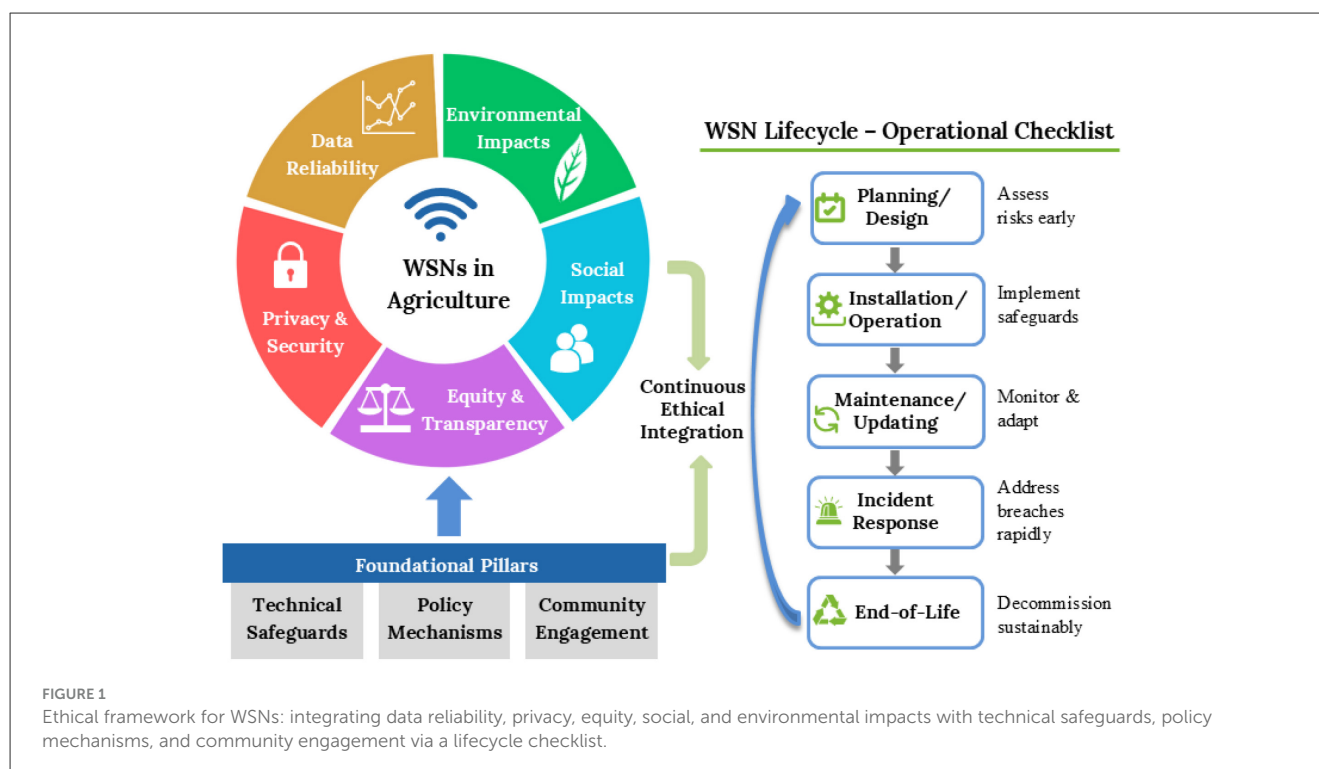 Data
Reliability
Environmental
Impacts
Privacy &
Security
WSNs in
Agriculture
Social
Impacts
Equity &
Transparency
Continuous
Ethical
Integration
Foundational Pillars
Technical
Safeguards
Policy
Mechanisms
Community
Engagement
WSN Lifecycle – Operational Checklist
Planning/
Design
Assess
risks early
Installation/
Operation
Implement
safeguards
Maintenance/
Updating
Monitor &
adapt
Incident
Response
Address
breaches
rapidly
End-of-Life
Decommission
sustainably
FIGURE 1
Ethical framework for WSNs: integrating data reliability, privacy, equity, social, and environmental impacts with technical safeguards, policy
mechanisms, and community engagement via a lifecycle checklist.